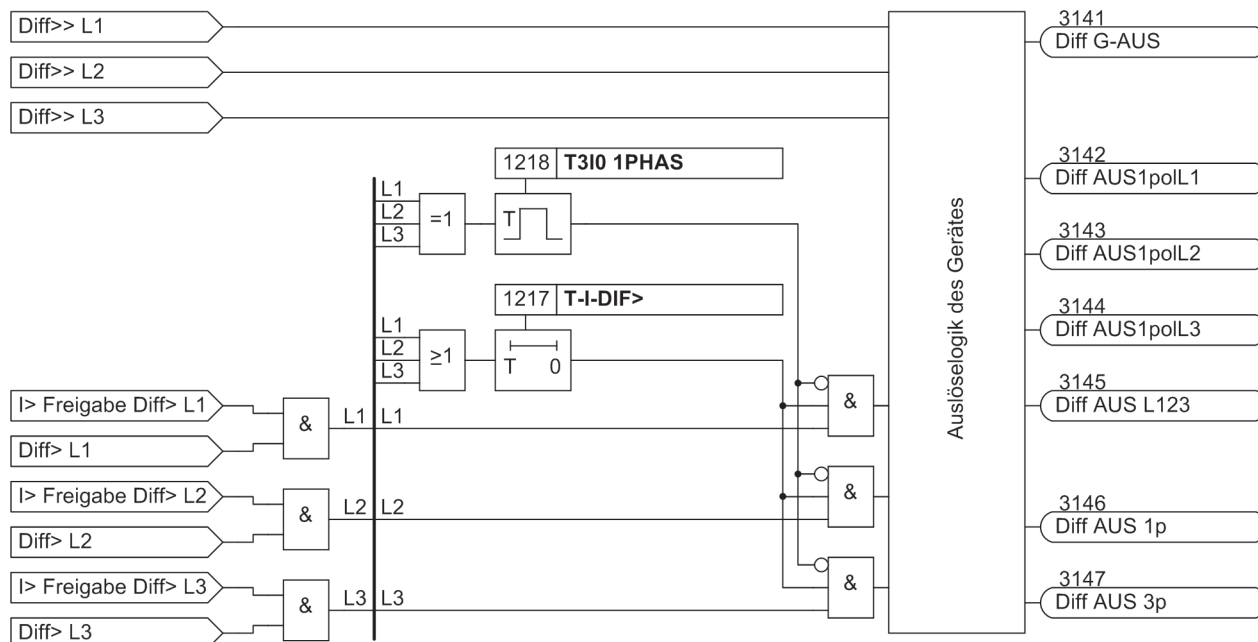 Diff>> L1
Diff>> L2
Diff>> L3
1218 T3I0 1PHAS
L1
L2
L3
=1
T
1217 T-I-DIF>
L1
L2
L3
≥1
T 0
I> Freigabe Diff> L1
Diff> L1
&
L1 L1
&
I> Freigabe Diff> L2
Diff> L2
&
L2 L2
&
I> Freigabe Diff> L3
Diff> L3
&
L3 L3
&
Auslöselogik des Gerätes
3141
Diff G-AUS
3142
Diff AUS1polL1
3143
Diff AUS1polL2
3144
Diff AUS1polL3
3145
Diff AUS L123
3146
Diff AUS 1p
3147
Diff AUS 3p